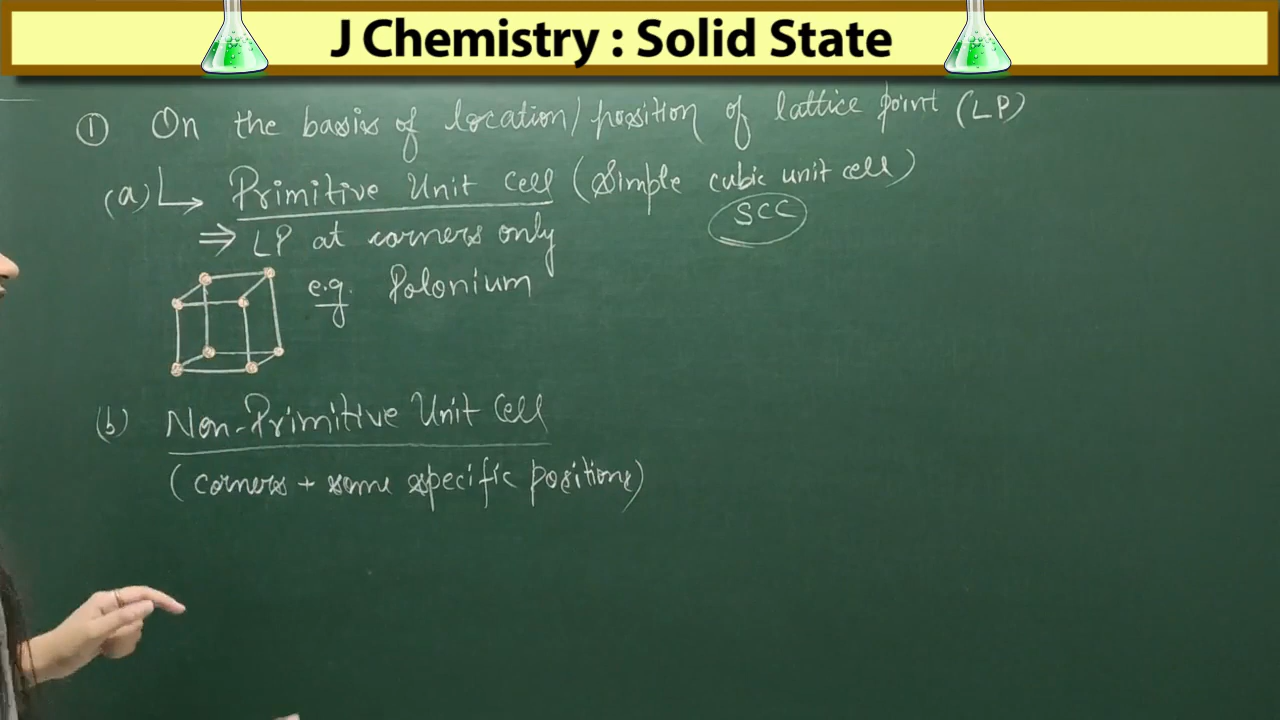 J Chemistry : Solid State
① On the basis of location/position of lattice point (LP)
(a) ↳ Primitive Unit Cell (Simple cubic unit cell)
SCC
⇒ LP at corners only
e.g. Polonium
(b) Non-Primitive Unit Cell
(corners + some specific positions)